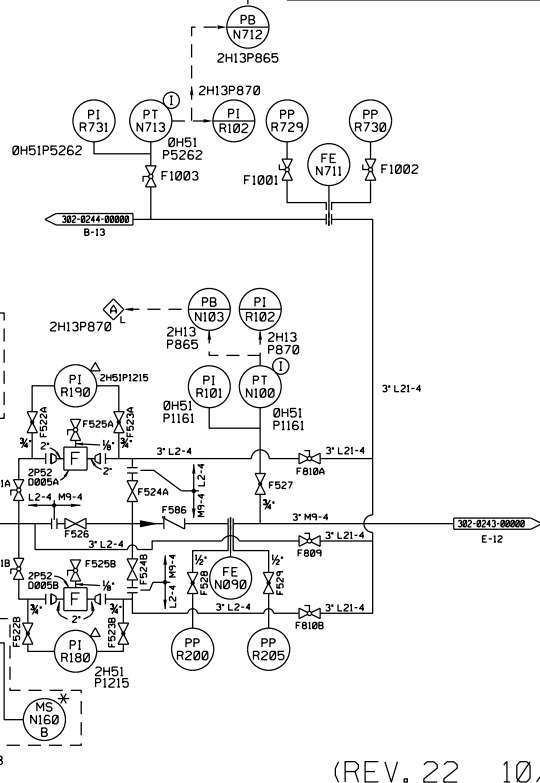 PB
N712
2H13P865
2H13P870
PI
R731
PT
N713
I
PI
R102
PP
R729
PP
R730
0H51P5262
0H51
P5262
F1003
F1001
FE
N711
F1002
302-0244-00000
B-13
A
L
2H13P870
PB
N103
PI
R102
2H13
P865
2H13
P870
3" L21-4
PI
R190
2H51P1215
PI
R101
PT
N100
I
0H51
P1161
0H51
P1161
F522A
F525A
F523A
3/4"
2"
1/8"
3/4"
F
2"
2P52
D005A
3" L2-4
L2-4
M9-4
F524A
F527
3/4"
3" L21-4
F810A
1A
L2-4 M9-4
F526
F586
3" M9-4
302-0243-00000
E-12
3" L2-4
3" L21-4
F809
1B
2P52
D005B
F525B
1/8"
F524B
M9-4
L2-4
1/2"
F528
FE
N090
1/2"
F529
3/4"
F
2"
3/4"
3" L2-4
3" L21-4
F810B
F522B
F523B
PI
R180
2H51
P1215
PP
R200
PP
R205
MS
N160
B
3
(REV. 22 10